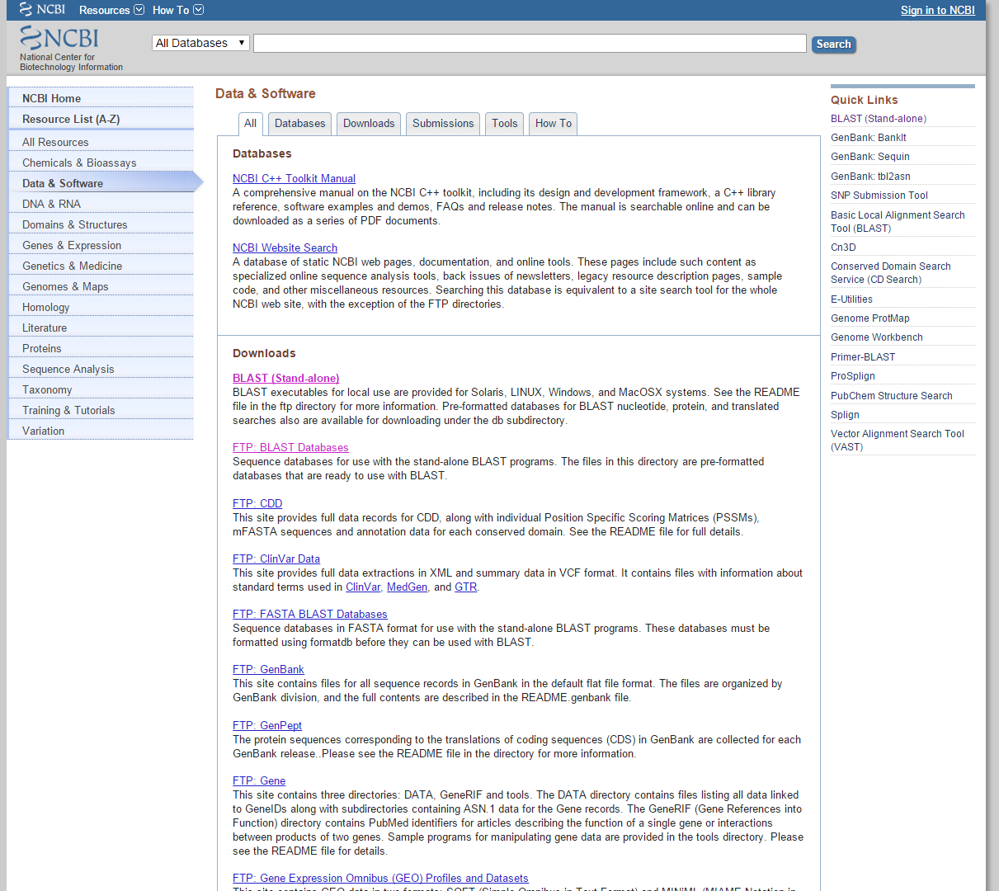 NCBI Resources How To Sign in to NCBI
NCBI
National Center for
Biotechnology Information
All Databases Search
NCBI Home
Resource List (A-Z)
All Resources
Chemicals & Bioassays
Data & Software
DNA & RNA
Domains & Structures
Genes & Expression
Genetics & Medicine
Genomes & Maps
Homology
Literature
Proteins
Sequence Analysis
Taxonomy
Training & Tutorials
Variation
Data & Software
All Databases Downloads Submissions Tools How To
Databases
NCBI C++ Toolkit Manual
A comprehensive manual on the NCBI C++ toolkit, including its design and development framework, a C++ library
reference, software examples and demos, FAQs and release notes. The manual is searchable online and can be
downloaded as a series of PDF documents.
NCBI Website Search
A database of static NCBI web pages, documentation, and online tools. These pages include such content as
specialized online sequence analysis tools, back issues of newsletters, legacy resource description pages, sample
code, and other miscellaneous resources. Searching this database is equivalent to a site search tool for the whole
NCBI web site, with the exception of the FTP directories.
Downloads
BLAST (Stand-alone)
BLAST executables for local use are provided for Solaris, LINUX, Windows, and MacOSX systems. See the README
file in the ftp directory for more information. Pre-formatted databases for BLAST nucleotide, protein, and translated
searches also are available for downloading under the db subdirectory.
FTP: BLAST Databases
Sequence databases for use with the stand-alone BLAST programs. The files in this directory are pre-formatted
databases that are ready to use with BLAST.
FTP: CDD
This site provides full data records for CDD, along with individual Position Specific Scoring Matrices (PSSMs),
mFASTA sequences and annotation data for each conserved domain. See the README file for full details.
FTP: ClinVar Data
This site provides full data extractions in XML and summary data in VCF format. It contains files with information about
standard terms used in ClinVar, MedGen, and GTR.
FTP: FASTA BLAST Databases
Sequence databases in FASTA format for use with the stand-alone BLAST programs. These databases must be
formatted using formatdb before they can be used with BLAST.
FTP: GenBank
This site contains files for all sequence records in GenBank in the default flat file format. The files are organized by
GenBank division, and the full contents are described in the README.genbank file.
FTP: GenPept
The protein sequences corresponding to the translations of coding sequences (CDS) in GenBank are collected for each
GenBank release..Please see the README file in the directory for more information.
FTP: Gene
This site contains three directories: DATA, GeneRIF and tools. The DATA directory contains files listing all data linked
to GeneIDs along with subdirectories containing ASN.1 data for the Gene records. The GeneRIF (Gene References into
Function) directory contains PubMed identifiers for articles describing the function of a single gene or interactions
between products of two genes. Sample programs for manipulating gene data are provided in the tools directory. Please
see the README file for details.
FTP: Gene Expression Omnibus (GEO) Profiles and Datasets
This site contains GEO data in two formats: SOFT (Simple Omnibus in Text Format) and MINiML (MIAME Notation in
Quick Links
BLAST (Stand-alone)
GenBank: BankIt
GenBank: Sequin
GenBank: tbl2asn
SNP Submission Tool
Basic Local Alignment Search
Tool (BLAST)
Cn3D
Conserved Domain Search
Service (CD Search)
E-Utilities
Genome ProtMap
Genome Workbench
Primer-BLAST
ProSplign
PubChem Structure Search
Splign
Vector Alignment Search Tool
(VAST)